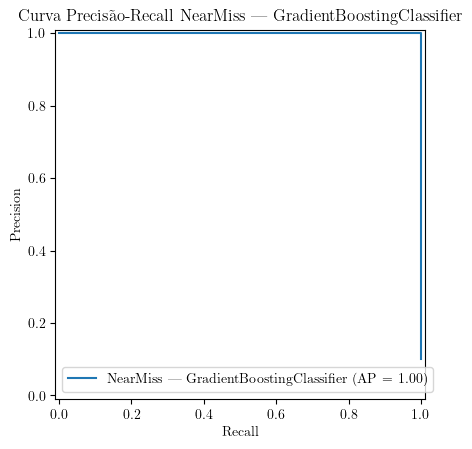 Curva Precisão-Recall NearMiss — GradientBoostingClassifier
1.0
0.8
0.6
0.4
0.2
0.0
Precision
NearMiss — GradientBoostingClassifier (AP = 1.00)
0.0 0.2 0.4 0.6 0.8 1.0
Recall